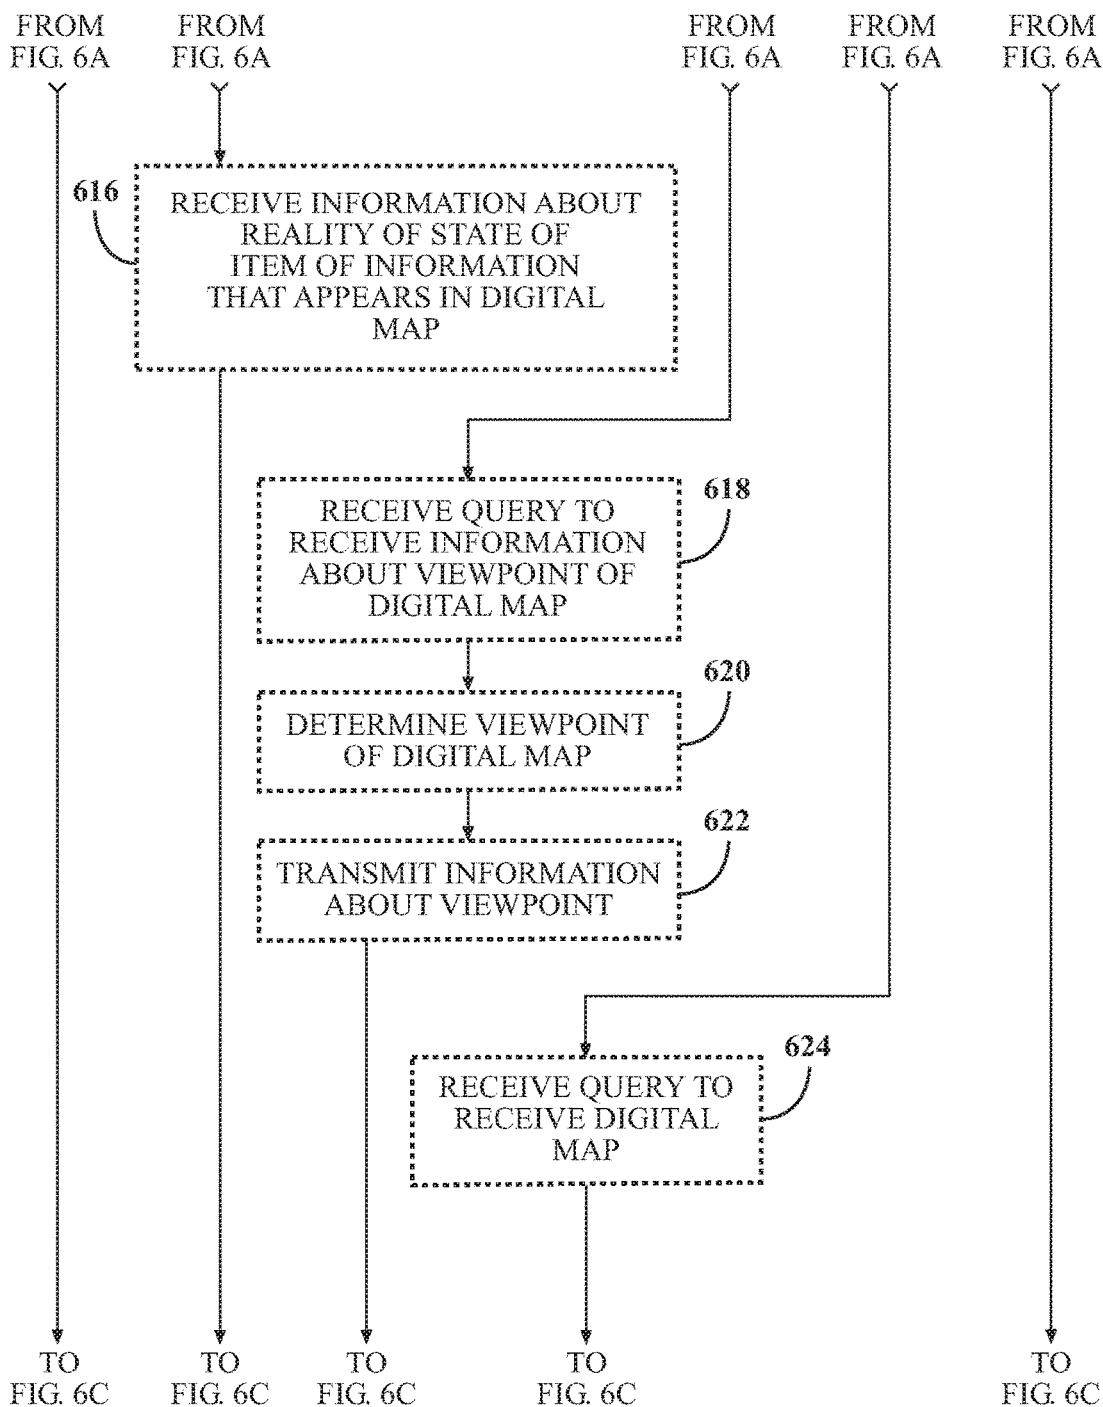 FROM
FIG. 6A
FROM
FIG. 6A
FROM
FIG. 6A
FROM
FIG. 6A
FROM
FIG. 6A
616
RECEIVE INFORMATION ABOUT
REALITY OF STATE OF
ITEM OF INFORMATION
THAT APPEARS IN DIGITAL
MAP
618
RECEIVE QUERY TO
RECEIVE INFORMATION
ABOUT VIEWPOINT OF
DIGITAL MAP
620
DETERMINE VIEWPOINT
OF DIGITAL MAP
622
TRANSMIT INFORMATION
ABOUT VIEWPOINT
624
RECEIVE QUERY TO
RECEIVE DIGITAL
MAP
TO
FIG. 6C
TO
FIG. 6C
TO
FIG. 6C
TO
FIG. 6C
TO
FIG. 6C